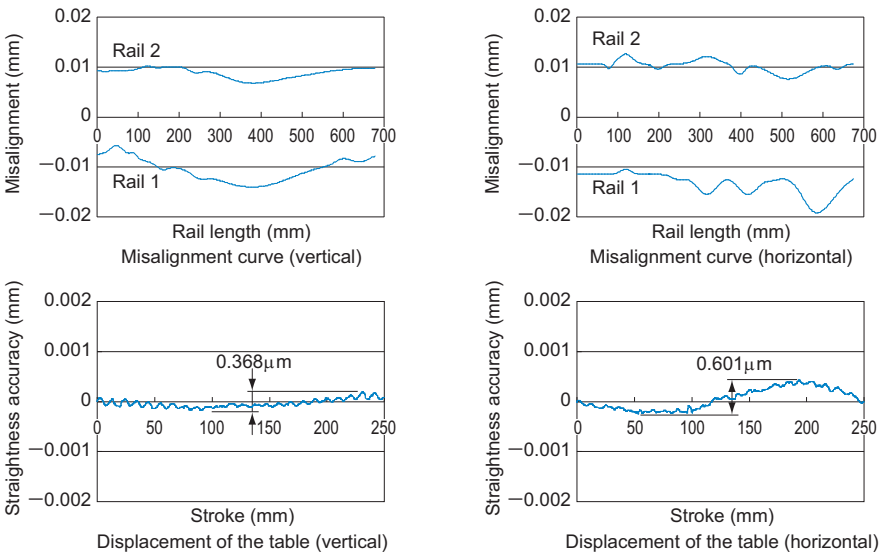 Misalignment (mm)
0.02
0.01
0
−0.01
−0.02
Rail 2
0 100 200 300 400 500 600 700
Rail 1
Rail length (mm)
Misalignment curve (vertical)
Misalignment (mm)
0.02
0.01
0
−0.01
−0.02
Rail 2
0 100 200 300 400 500 600 700
Rail 1
Rail length (mm)
Misalignment curve (horizontal)
Straightness accuracy (mm)
0.002
0.001
0
−0.001
−0.002
0.368μm
0 50 100 150 200 250
Stroke (mm)
Displacement of the table (vertical)
Straightness accuracy (mm)
0.002
0.001
0
−0.001
−0.002
0.601μm
0 50 100 150 200 250
Stroke (mm)
Displacement of the table (horizontal)